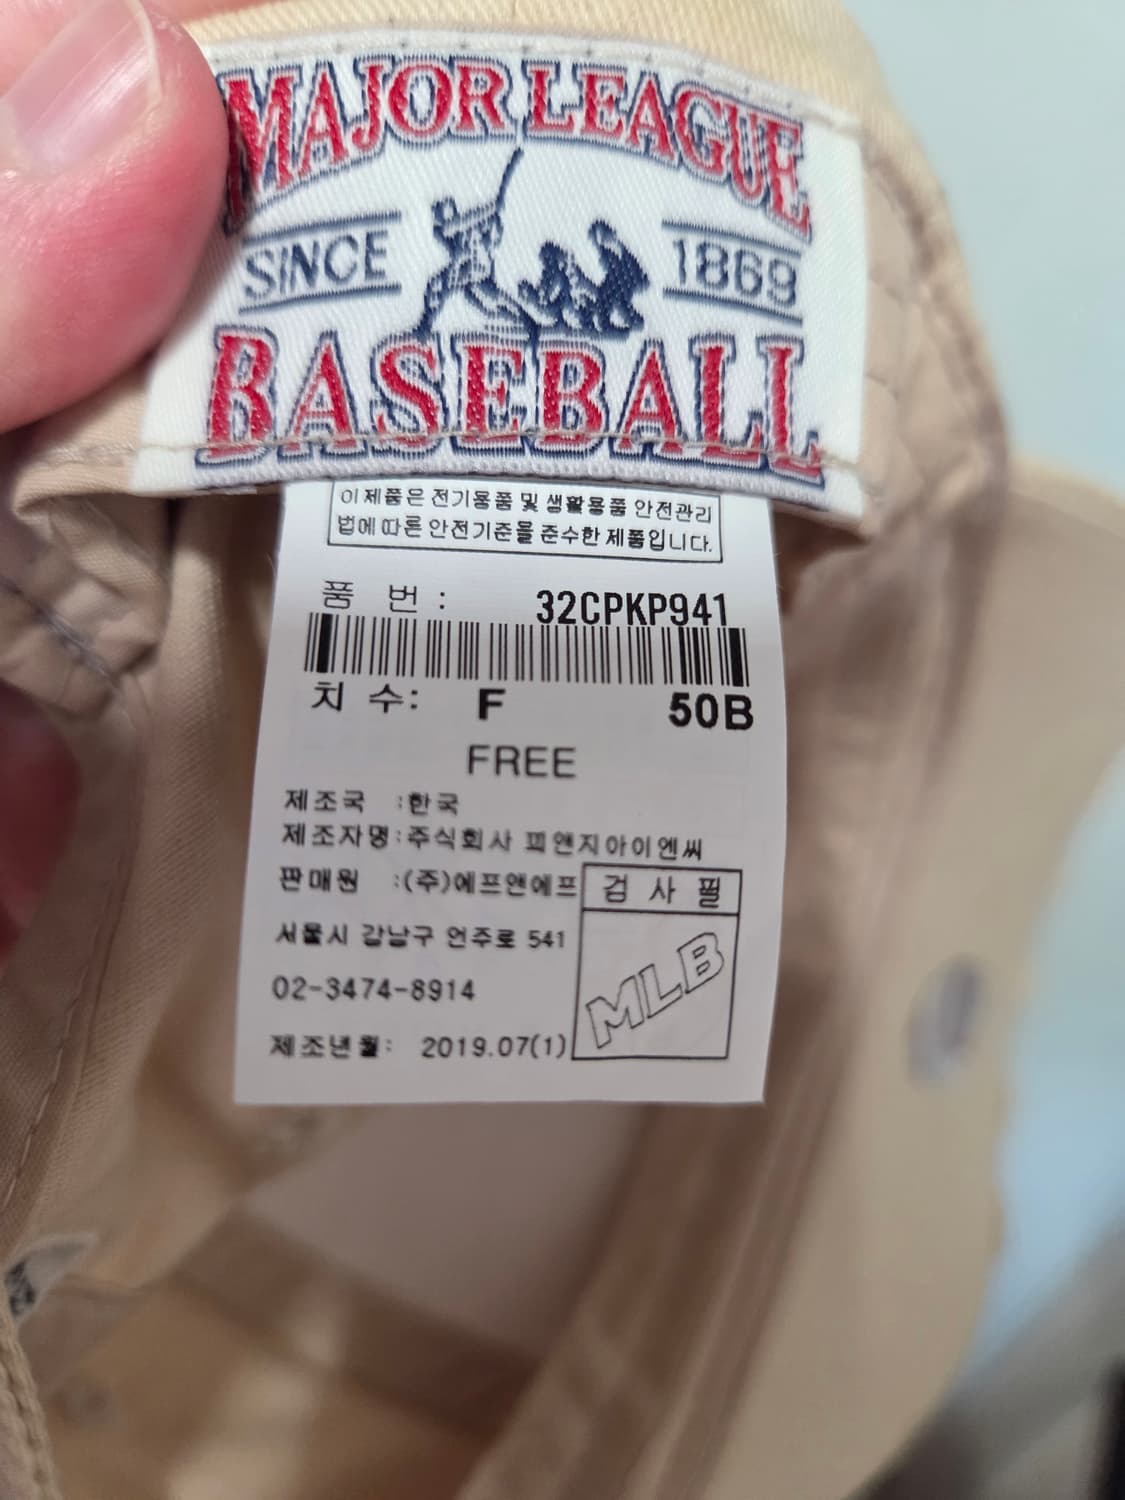 MAJOR LEAGUE
SINCE 1869
BASEBALL
이 제품은 전기용품 및 생활용품 안전관리
법에 따른 안전기준을 준수한 제품입니다.
품 번 : 32CPKP941
치 수: F 50B
FREE
제조국 :한국
제조자명:주식회사 피앤지아이엔씨
판매원 :(주)에프앤에프
검 사 필
서울시 강남구 언주로 541
MLB
02-3474-8914
제조년월: 2019.07(1)